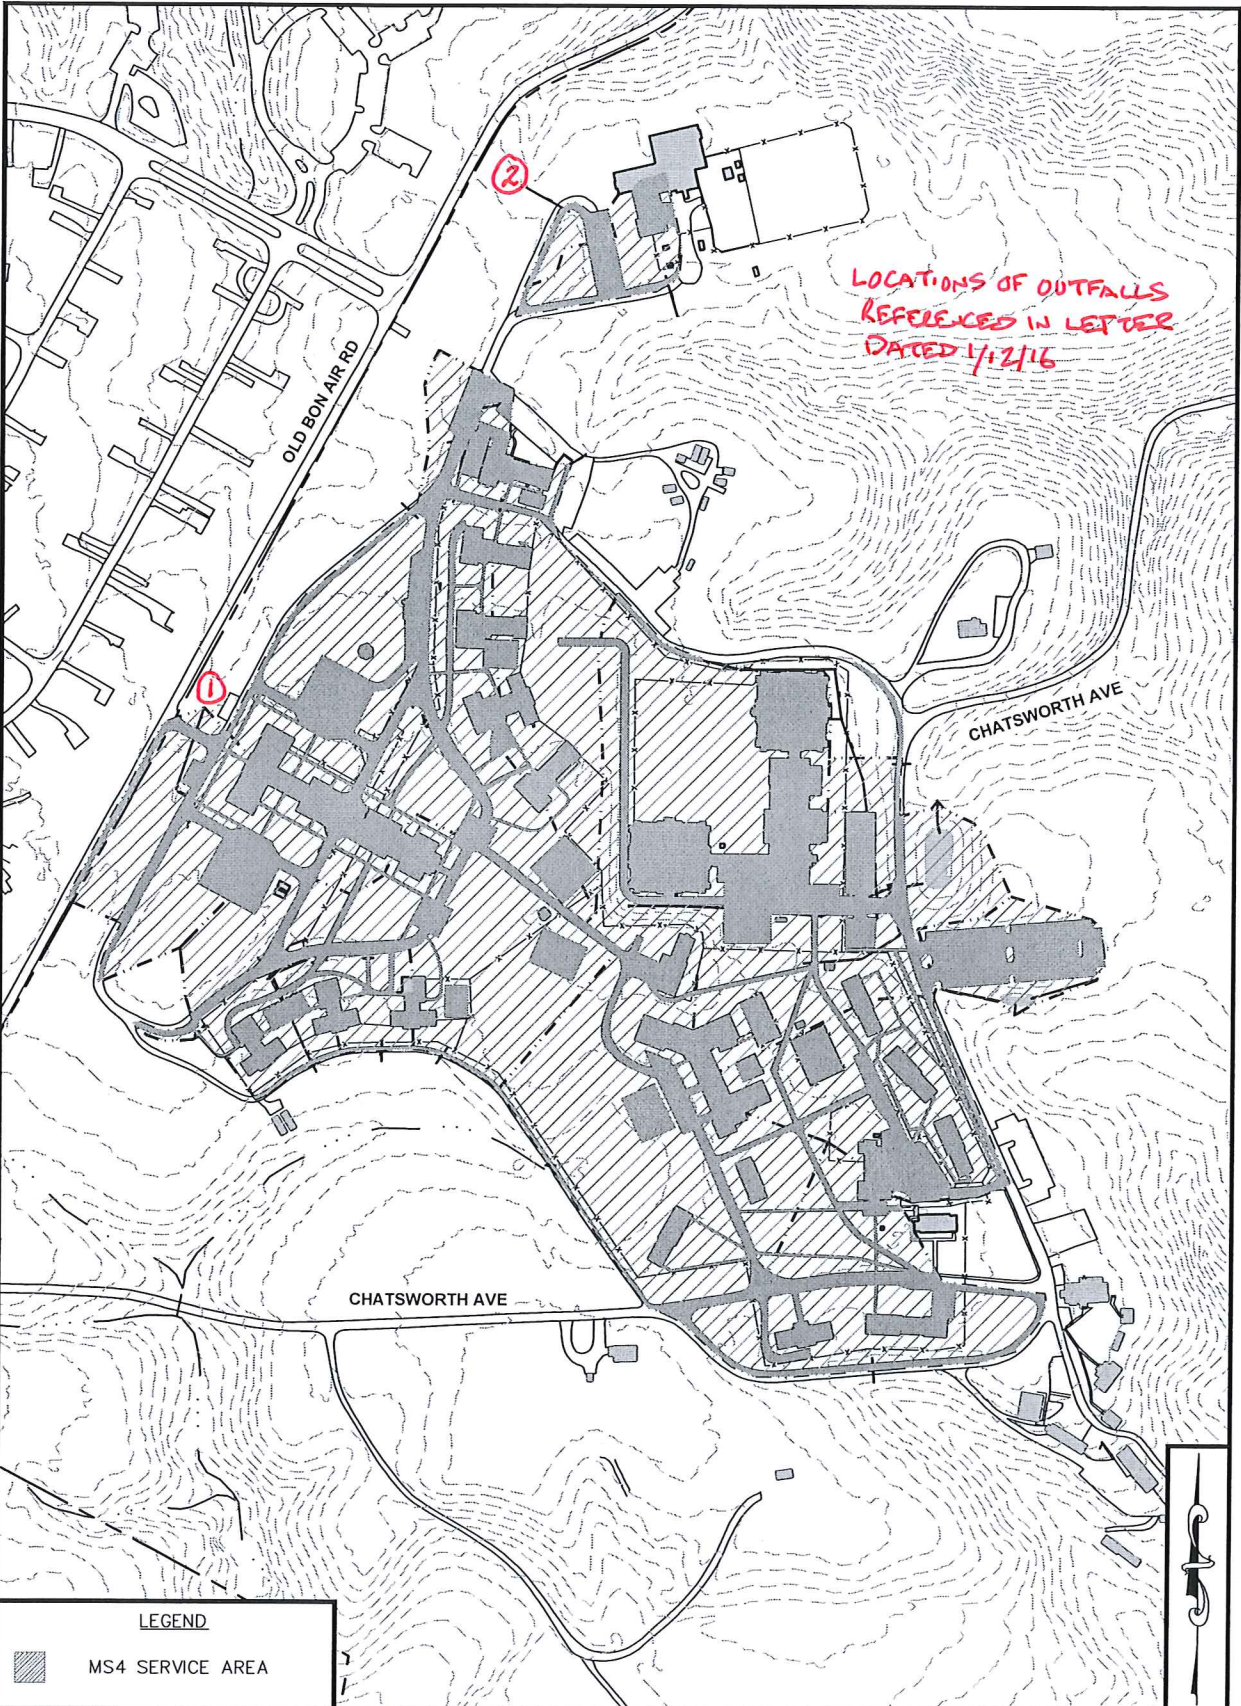 2
LOCATIONS OF OUTFALLS
REFERENCED IN LETTER
DATED 1/12/16
OLD BON AIR RD
1
CHATSWORTH AVE
CHATSWORTH AVE
LEGEND
MS4 SERVICE AREA